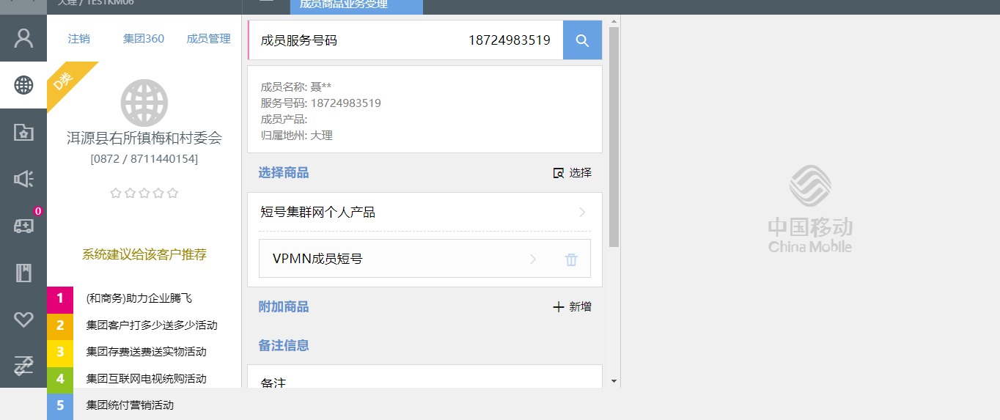 大理 / TESTKM06
成员商品业务受理
注销 集团360 成员管理
D类
洱源县右所镇梅和村委会
[0872 / 8711440154]
0
系统建议给该客户推荐
1 (和商务)助力企业腾飞
2 集团客户打多少送多少活动
3 集团存费送费送实物活动
4 集团互联网电视统购活动
5 集团统付营销活动
成员服务号码 18724983519
成员名称: 聂**
服务号码: 18724983519
成员产品:
归属地州: 大理
选择商品 选择
短号集群网个人产品
VPMN成员短号
附加商品 新增
备注信息
备注
中国移动
China Mobile